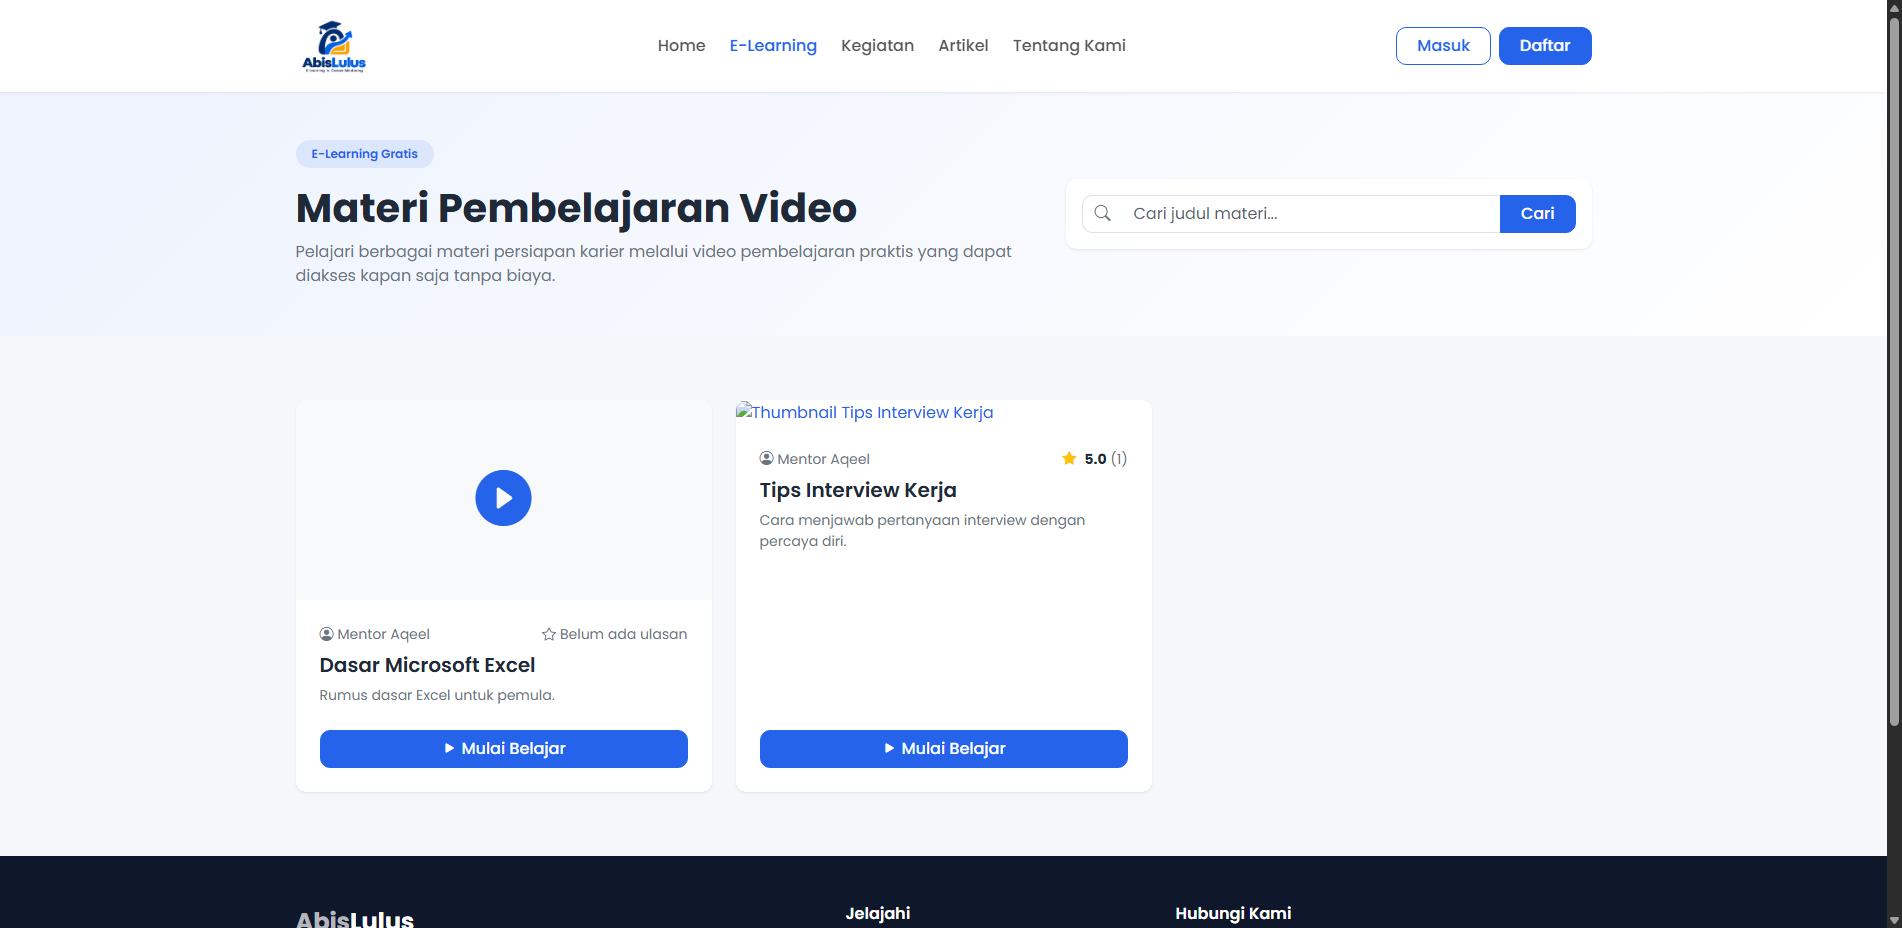 AbisLulus
Home
E-Learning
Kegiatan
Artikel
Tentang Kami
Masuk
Daftar
E-Learning Gratis
Materi Pembelajaran Video
Pelajari berbagai materi persiapan karier melalui video pembelajaran praktis yang dapat
diakses kapan saja tanpa biaya.
Cari judul materi...
Cari
Mentor Aqeel
Belum ada ulasan
Dasar Microsoft Excel
Rumus dasar Excel untuk pemula.
Mulai Belajar
Thumbnail Tips Interview Kerja
Mentor Aqeel
5.0 (1)
Tips Interview Kerja
Cara menjawab pertanyaan interview dengan
percaya diri.
Mulai Belajar
AbisLulus
Jelajahi
Hubungi Kami